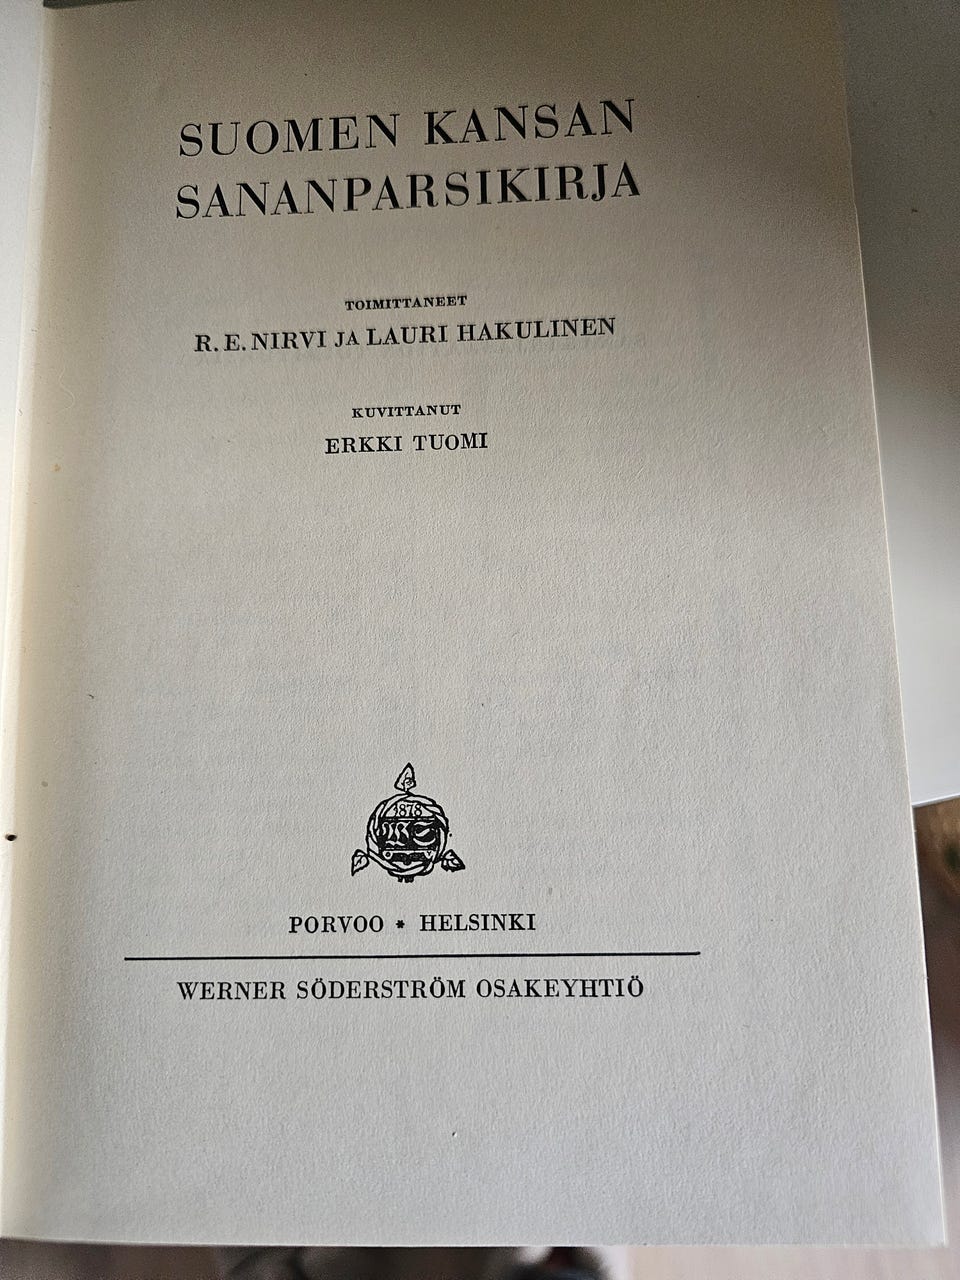 SUOMEN KANSAN
SANANPARSIKIRJA
TOIMITTANEET
R. E. NIRVI JA LAURI HAKULINEN
KUVITTANUT
ERKKI TUOMI
1878
PORVOO * HELSINKI
WERNER SÖDERSTRÖM OSAKEYHTIÖ